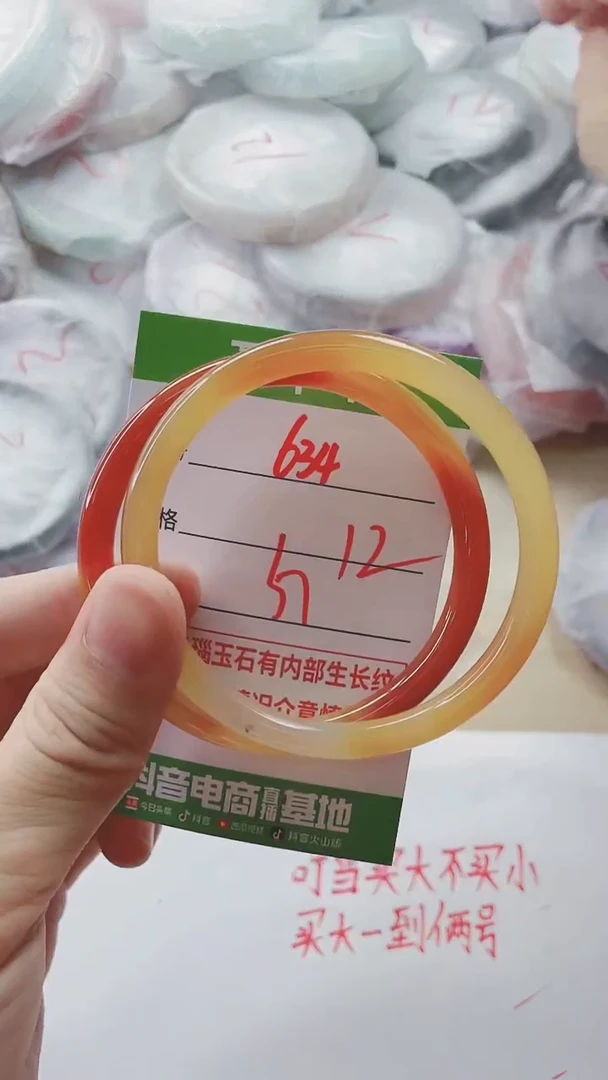 634
格
12
57
瑙玉石有内部生长纹
抖音电商直播基地
今日头条 抖音 西瓜视频 抖音火山版
叮当买大不买小
买大一到俩号